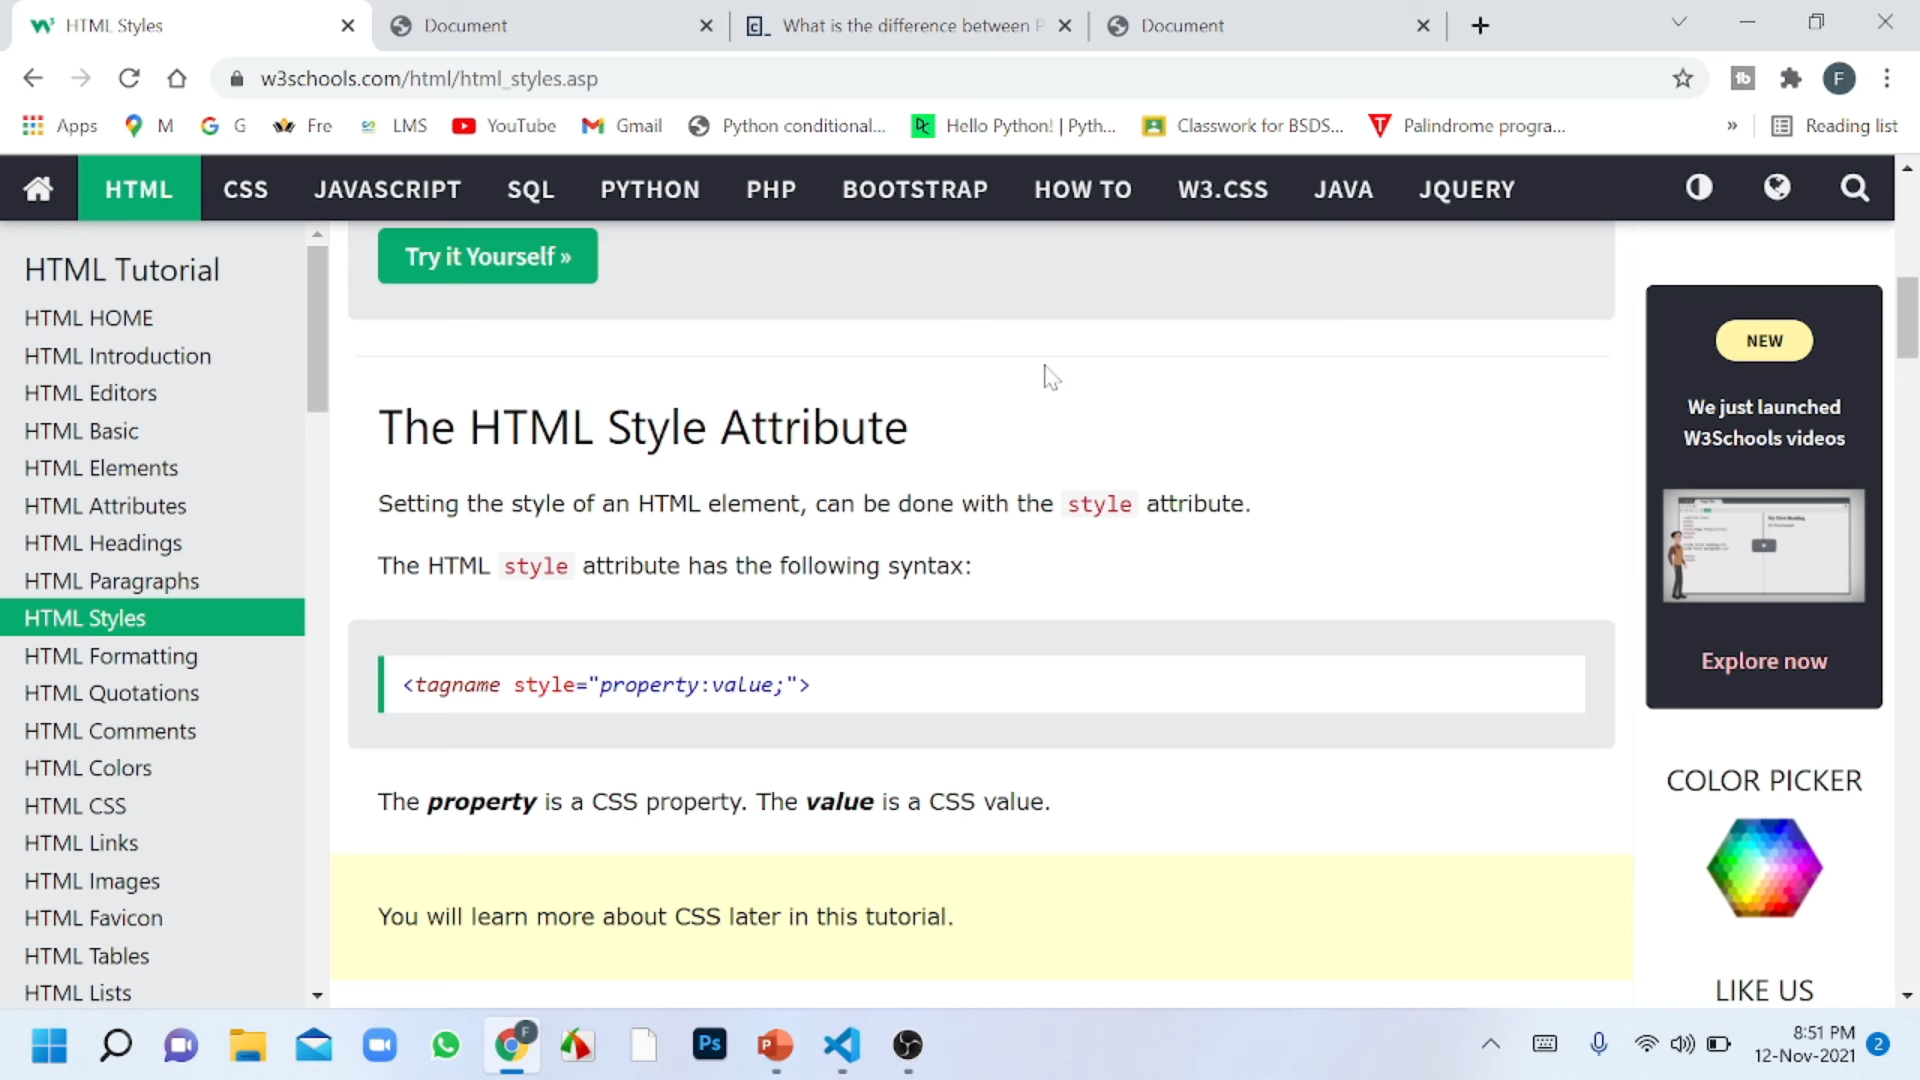 HTML Styles
Document
What is the difference between P
Document
w3schools.com/html/html_styles.asp
Apps
M
G
Fre
LMS
YouTube
Gmail
Python conditional...
Hello Python! | Pyth...
Classwork for BSDS...
Palindrome progra...
»
Reading list
HTML
CSS
JAVASCRIPT
SQL
PYTHON
PHP
BOOTSTRAP
HOW TO
W3.CSS
JAVA
JQUERY
HTML Tutorial
HTML HOME
HTML Introduction
HTML Editors
HTML Basic
HTML Elements
HTML Attributes
HTML Headings
HTML Paragraphs
HTML Styles
HTML Formatting
HTML Quotations
HTML Comments
HTML Colors
HTML CSS
HTML Links
HTML Images
HTML Favicon
HTML Tables
HTML Lists
Try it Yourself »
The HTML Style Attribute
Setting the style of an HTML element, can be done with the style attribute.
The HTML style attribute has the following syntax:
<tagname style="property:value;">
The property is a CSS property. The value is a CSS value.
You will learn more about CSS later in this tutorial.
NEW
We just launched
W3Schools videos
Explore now
COLOR PICKER
LIKE US
F
Ps
8:51 PM
12-Nov-2021
2